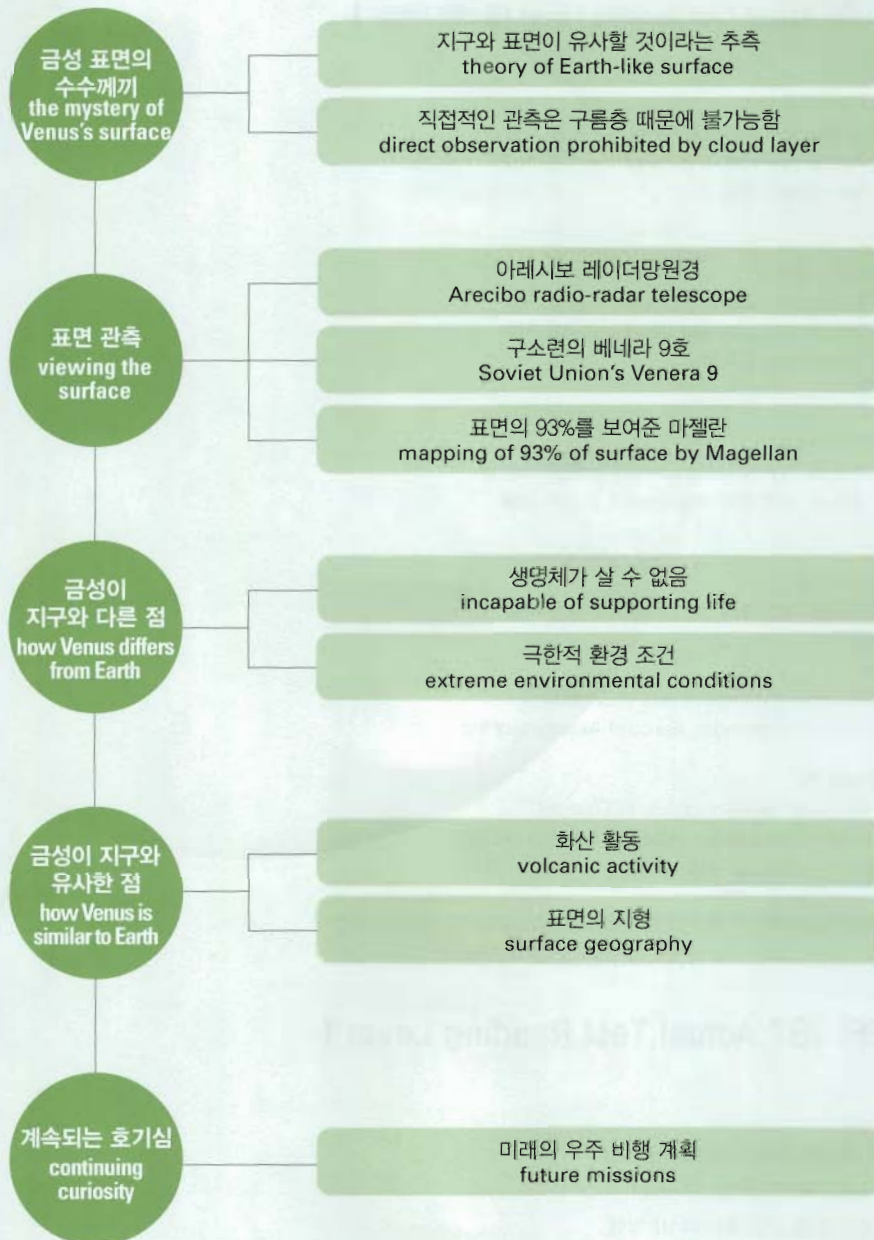 금성 표면의
수수께끼
the mystery of
Venus's surface
지구와 표면이 유사할 것이라는 추측
theory of Earth-like surface
직접적인 관측은 구름층 때문에 불가능함
direct observation prohibited by cloud layer
표면 관측
viewing the
surface
아레시보 레이더망원경
Arecibo radio-radar telescope
구소련의 베네라 9호
Soviet Union's Venera 9
표면의 93%를 보여준 마젤란
mapping of 93% of surface by Magellan
금성이
지구와 다른 점
how Venus differs
from Earth
생명체가 살 수 없음
incapable of supporting life
극한적 환경 조건
extreme environmental conditions
금성이 지구와
유사한 점
how Venus is
similar to Earth
화산 활동
volcanic activity
표면의 지형
surface geography
계속되는 호기심
continuing
curiosity
미래의 우주 비행 계획
future missions